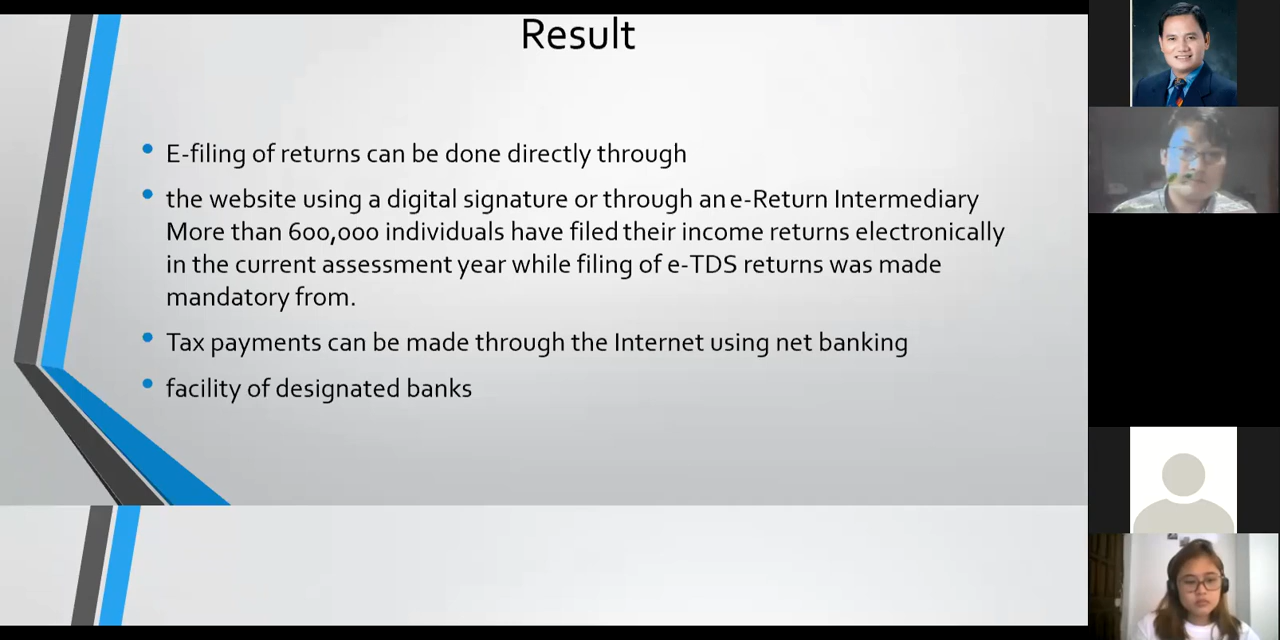 Result
E-filing of returns can be done directly through
the website using a digital signature or through an e-Return Intermediary
More than 600,000 individuals have filed their income returns electronically
in the current assessment year while filing of e-TDS returns was made
mandatory from.
Tax payments can be made through the Internet using net banking
facility of designated banks